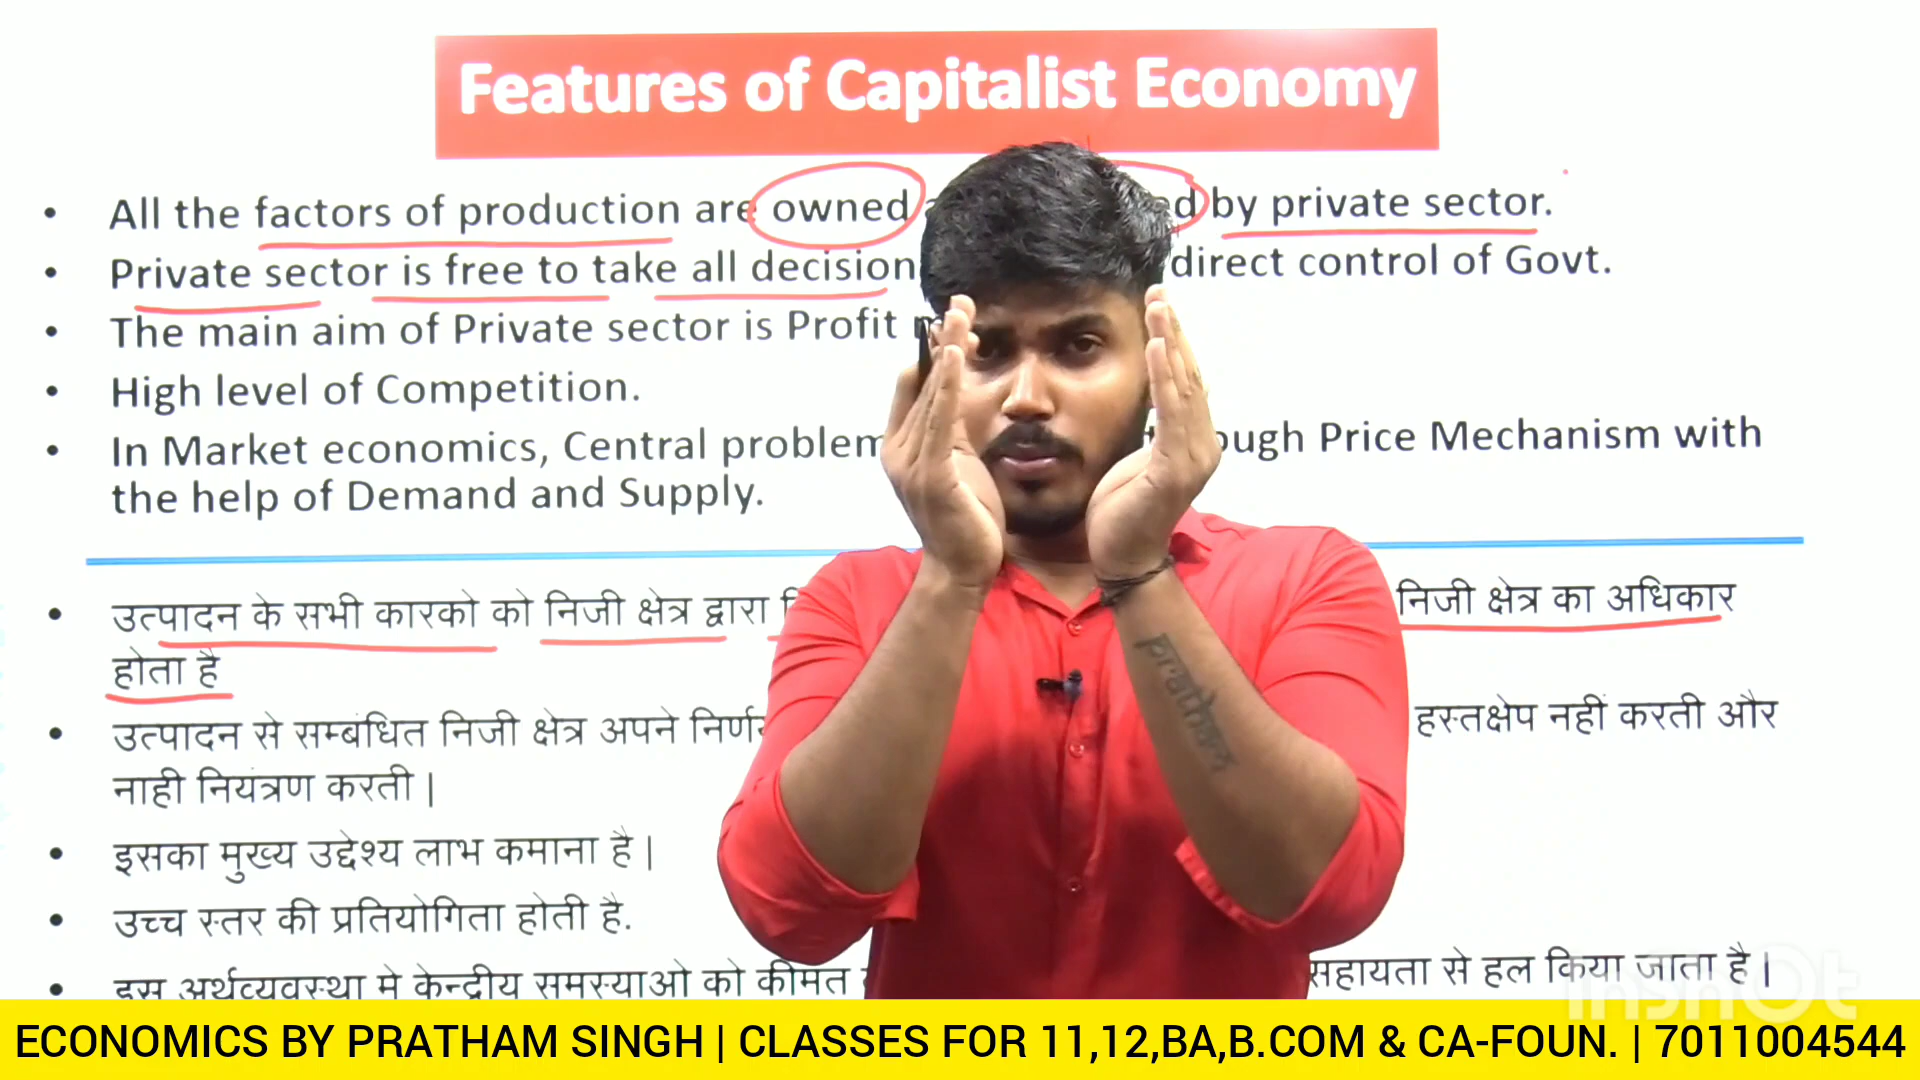 Features of Capitalist Economy
• All the factors of production are owned by private sector.
• Private sector is free to take all decision direct control of Govt.
• The main aim of Private sector is Profit
• High level of Competition.
• In Market economics, Central problem Price Mechanism with
the help of Demand and Supply.
• उत्पादन के सभी कारको को निजी क्षेत्र द्वारा निजी क्षेत्र का अधिकार
होता है
• उत्पादन से सम्बंधित निजी क्षेत्र अपने हस्तक्षेप नहीं करती और
नाही नियंत्रण करती |
• इसका मुख्य उद्देश्य लाभ कमाना है |
• उच्च स्तर की प्रतियोगिता होती है.
• इस अर्थव्यवस्था मे केन्द्रीय समस्याओ को कीमत सहायता से हल किया जाता है |
InShOt
pratham
ECONOMICS BY PRATHAM SINGH | CLASSES FOR 11,12,BA,B.COM & CA-FOUN. | 7011004544